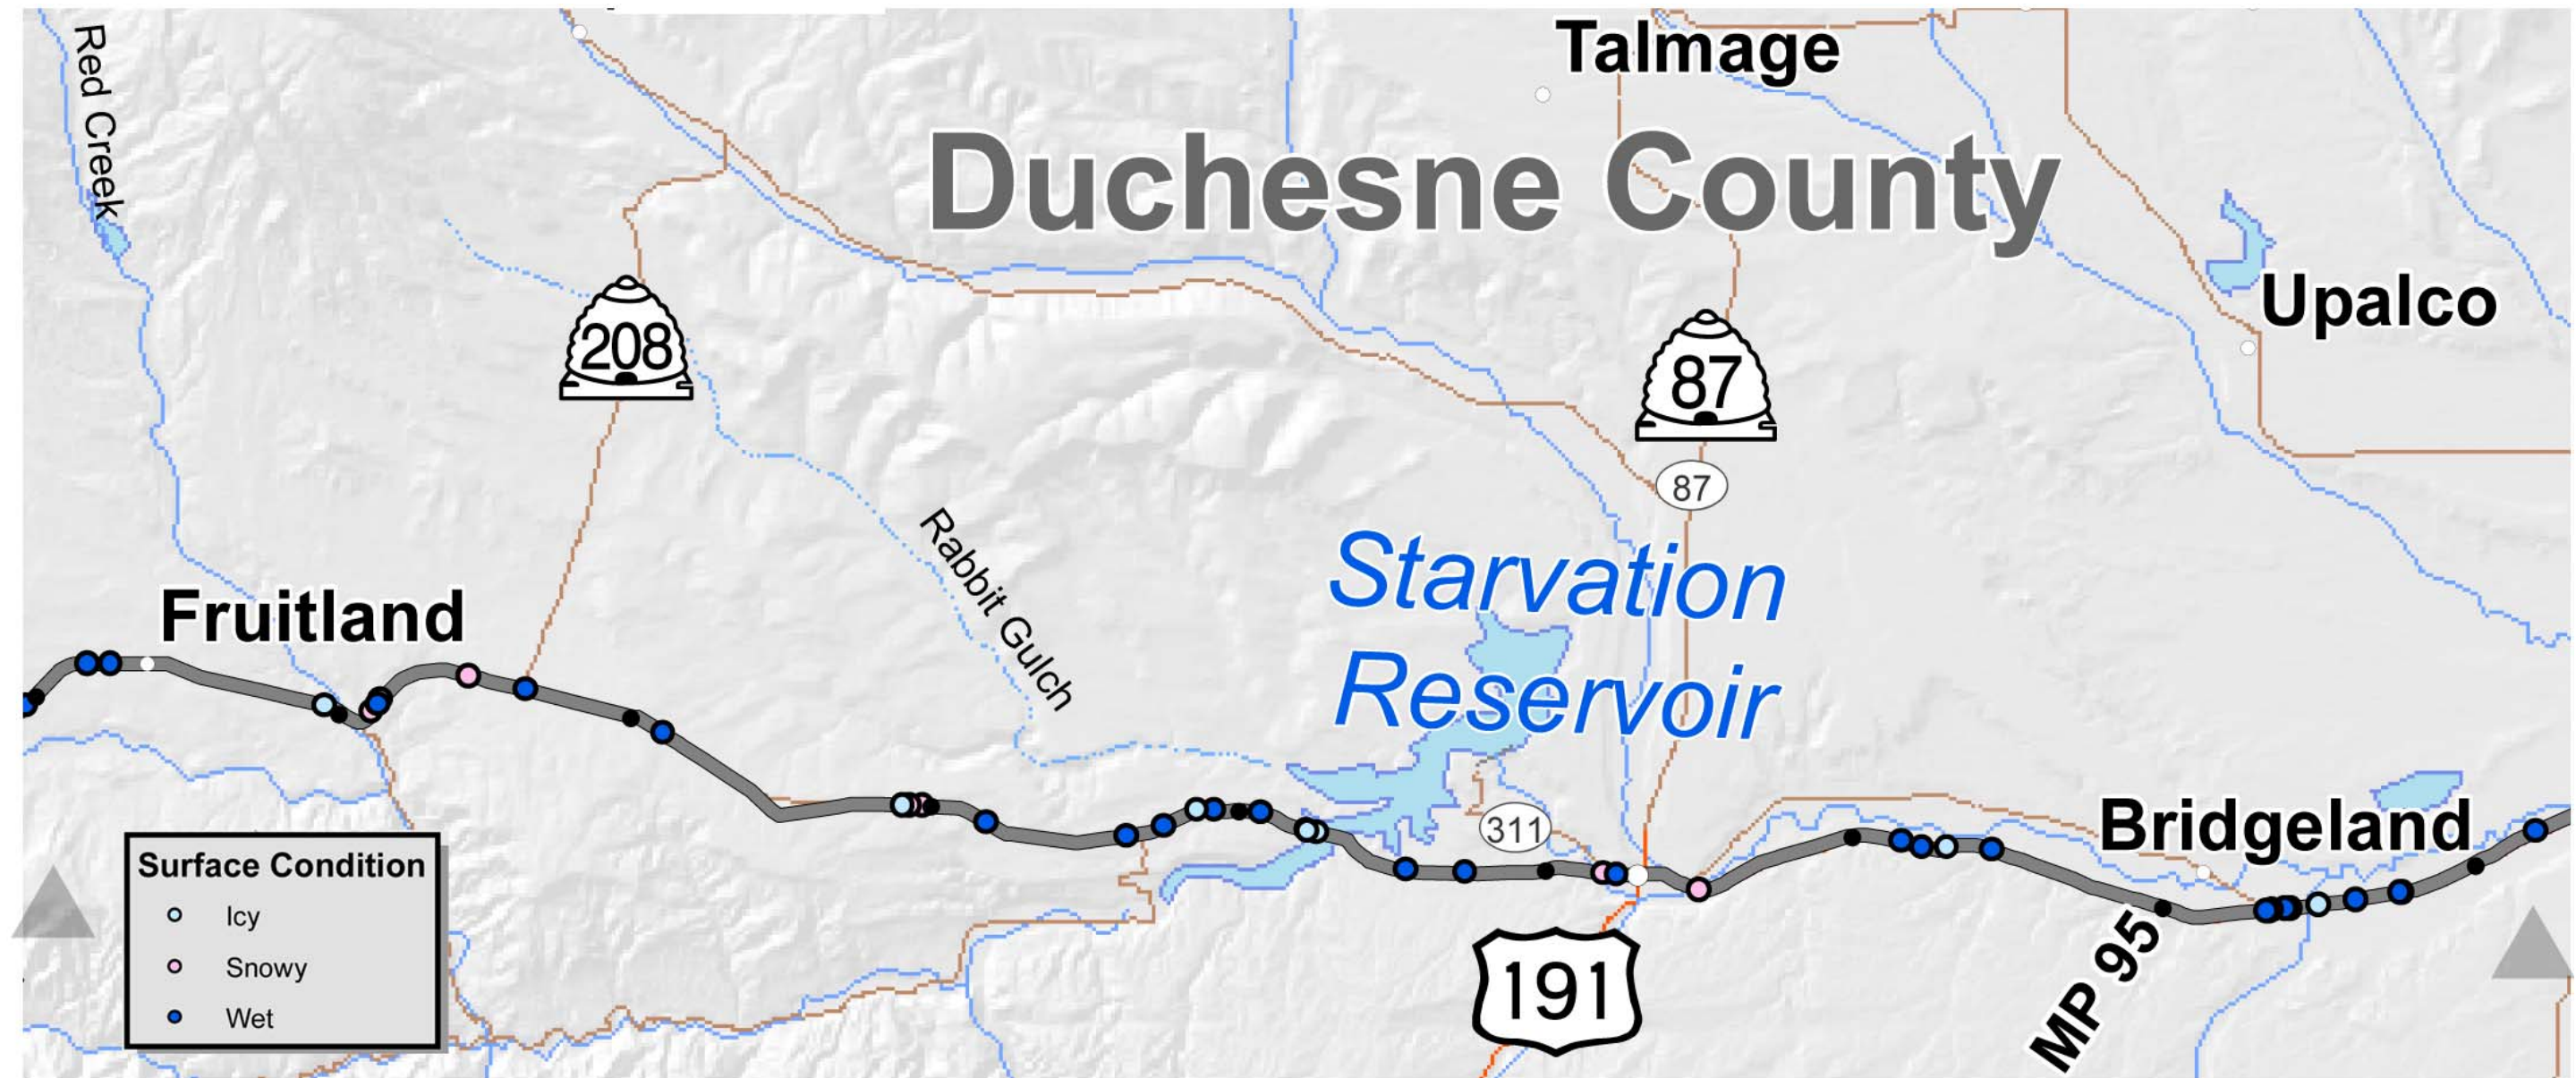 Red Creek
Talmage
Duchesne County
208
87
Upalco
87
Rabbit Gulch
Starvation
Reservoir
Fruitland
311
Bridgeland
MP 95
191
Surface Condition
Icy
Snowy
Wet